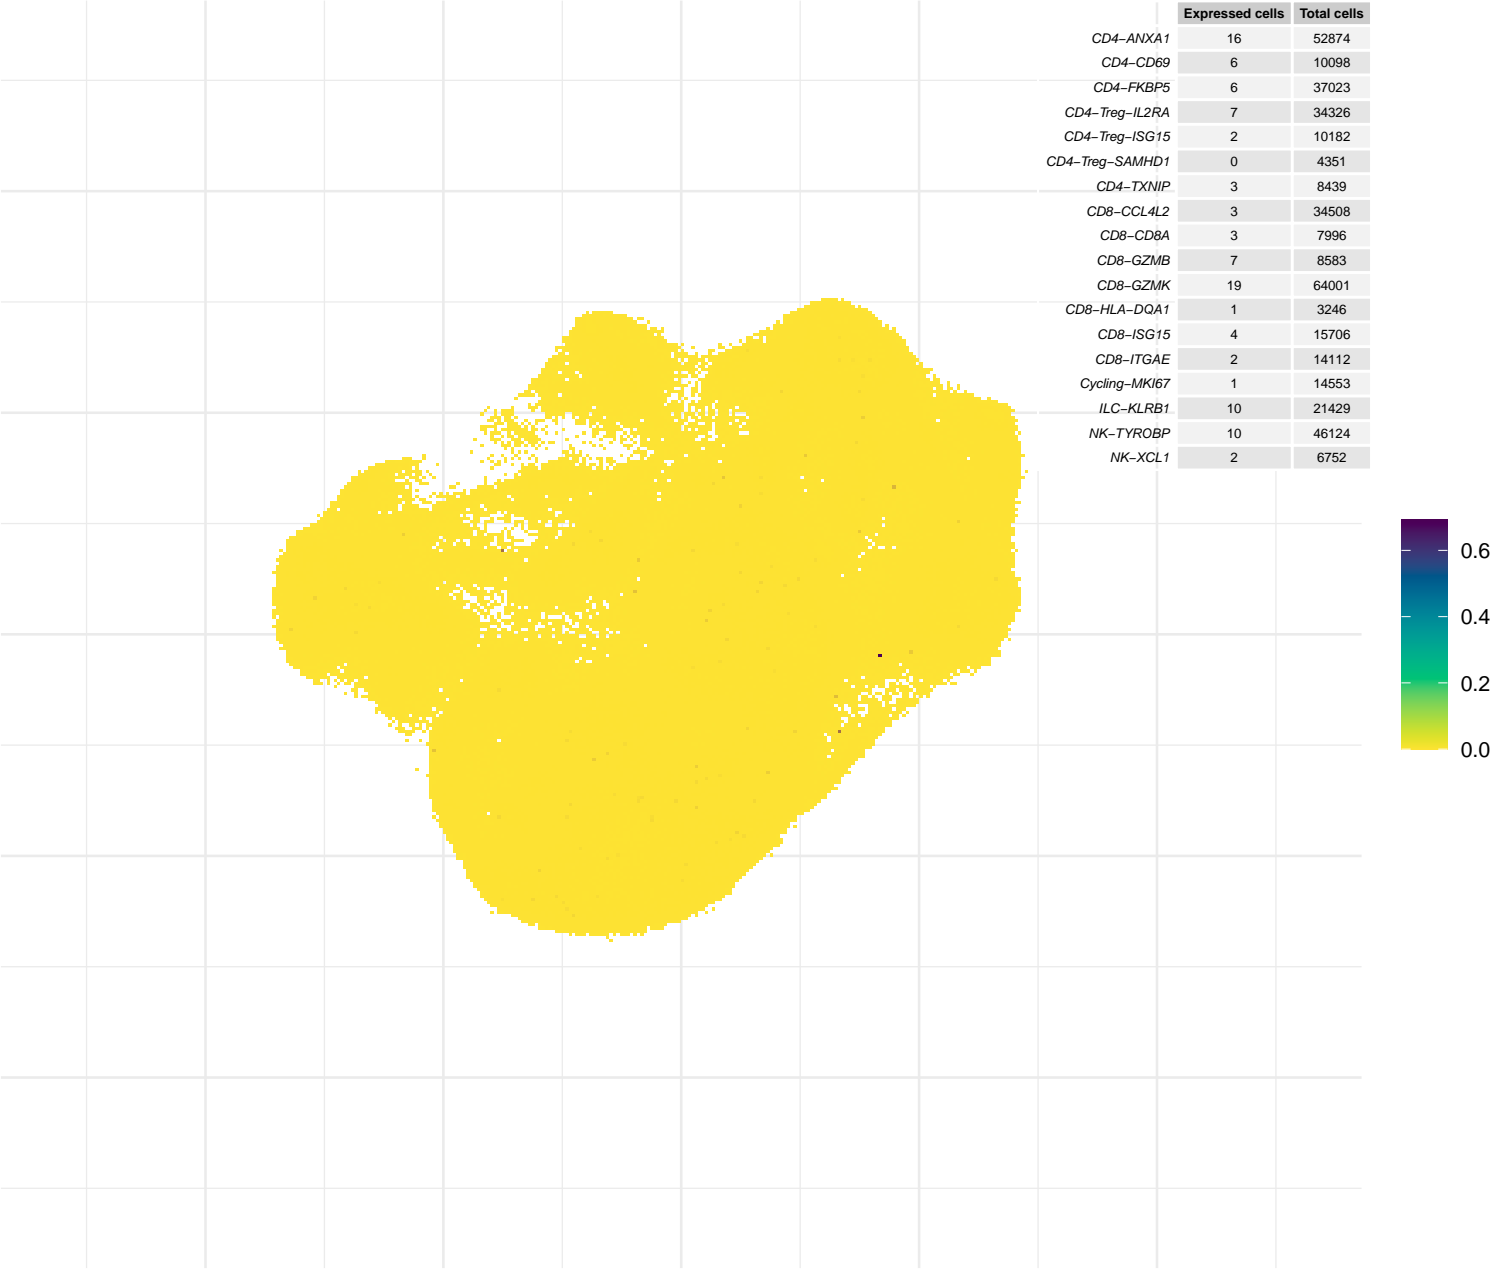 Expressed cells Total cells
CD4−ANXA1 16 52874
CD4−CD69 6 10098
CD4−FKBP5 6 37023
CD4−Treg−IL2RA 7 34326
CD4−Treg−ISG15 2 10182
CD4−Treg−SAMHD1 0 4351
CD4−TXNIP 3 8439
CD8−CCL4L2 3 34508
CD8−CD8A 3 7996
CD8−GZMB 7 8583
CD8−GZMK 19 64001
CD8−HLA−DQA1 1 3246
CD8−ISG15 4 15706
CD8−ITGAE 2 14112
Cycling−MKI67 1 14553
ILC−KLRB1 10 21429
NK−TYROBP 10 46124
NK−XCL1 2 6752
0.6
0.4
0.2
0.0